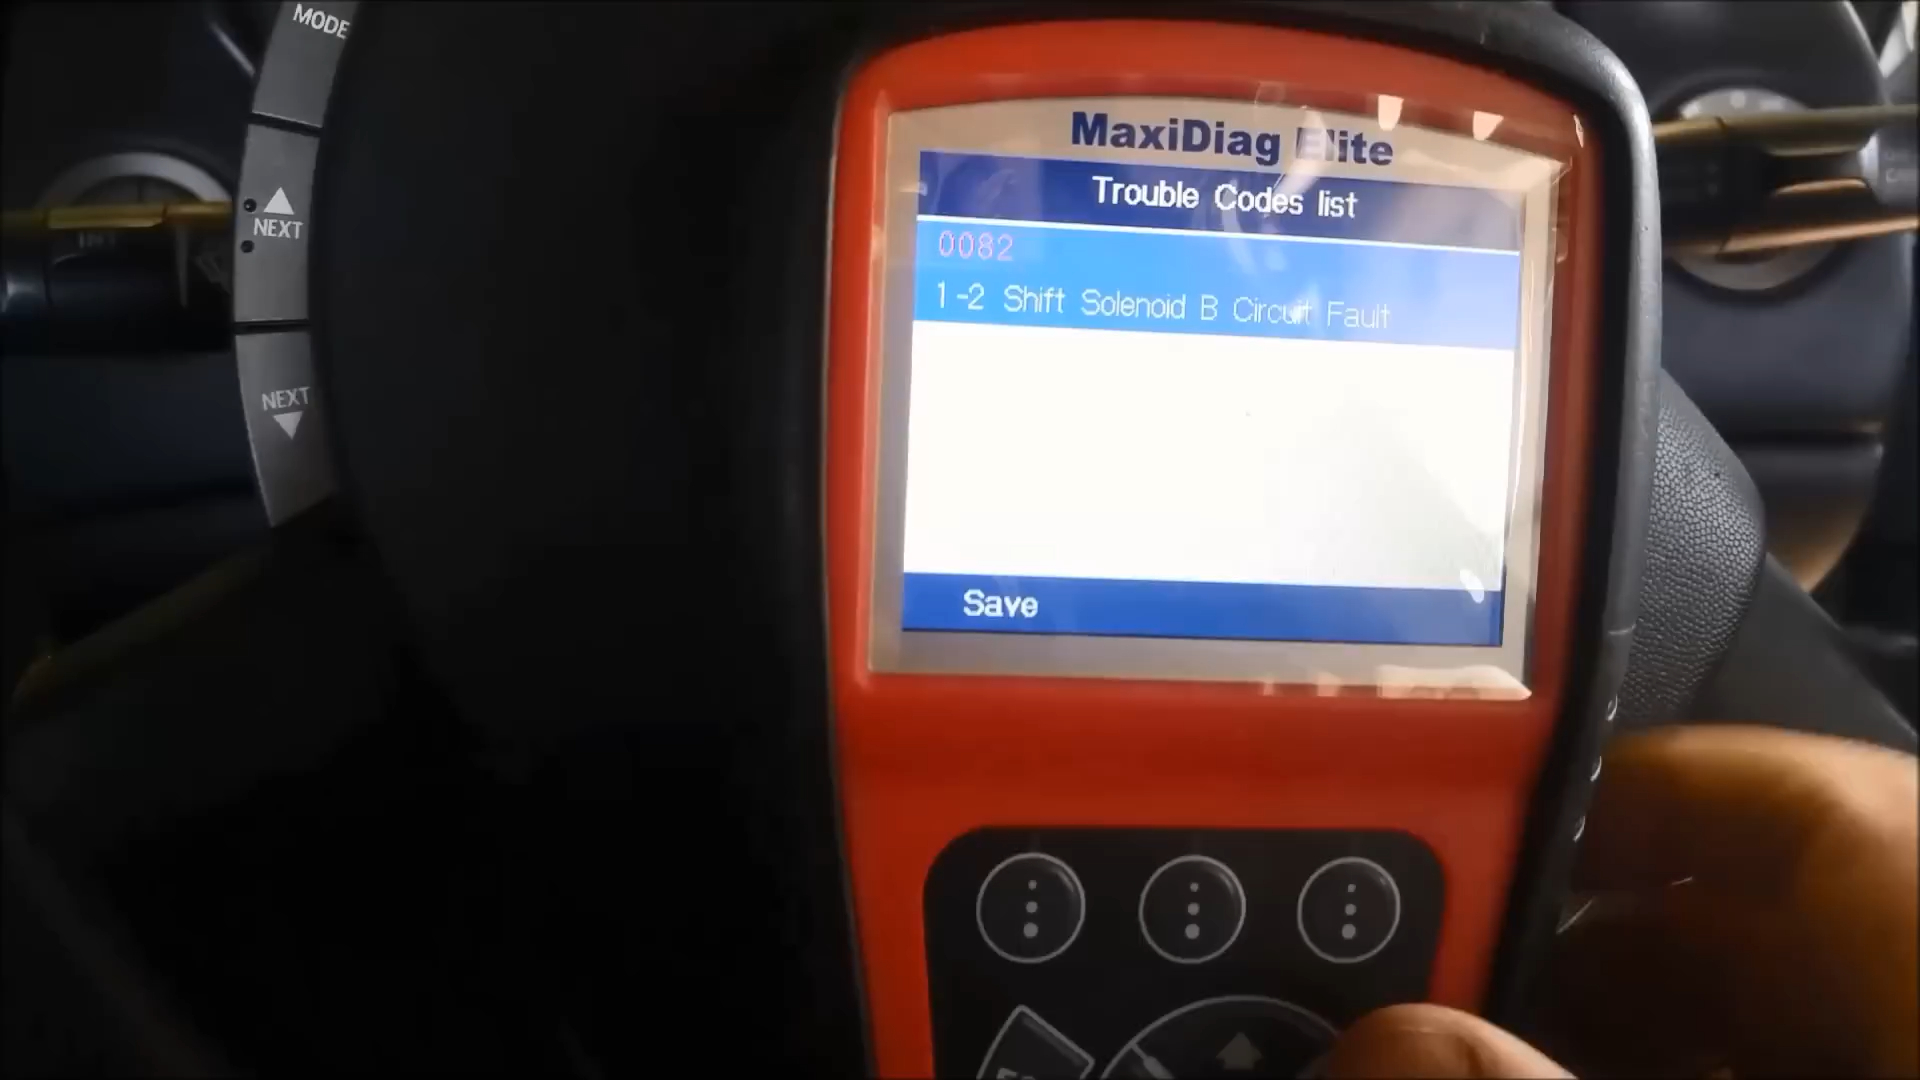 MODE
NEXT
NEXT
MaxiDiag Elite
Trouble Codes list
0082
1-2 Shift Solenoid B Circuit Fault
Save